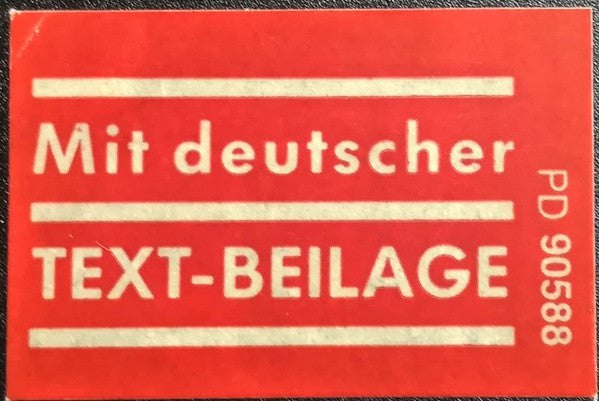 Mit deutscher
TEXT-BEILAGE
PD 90588